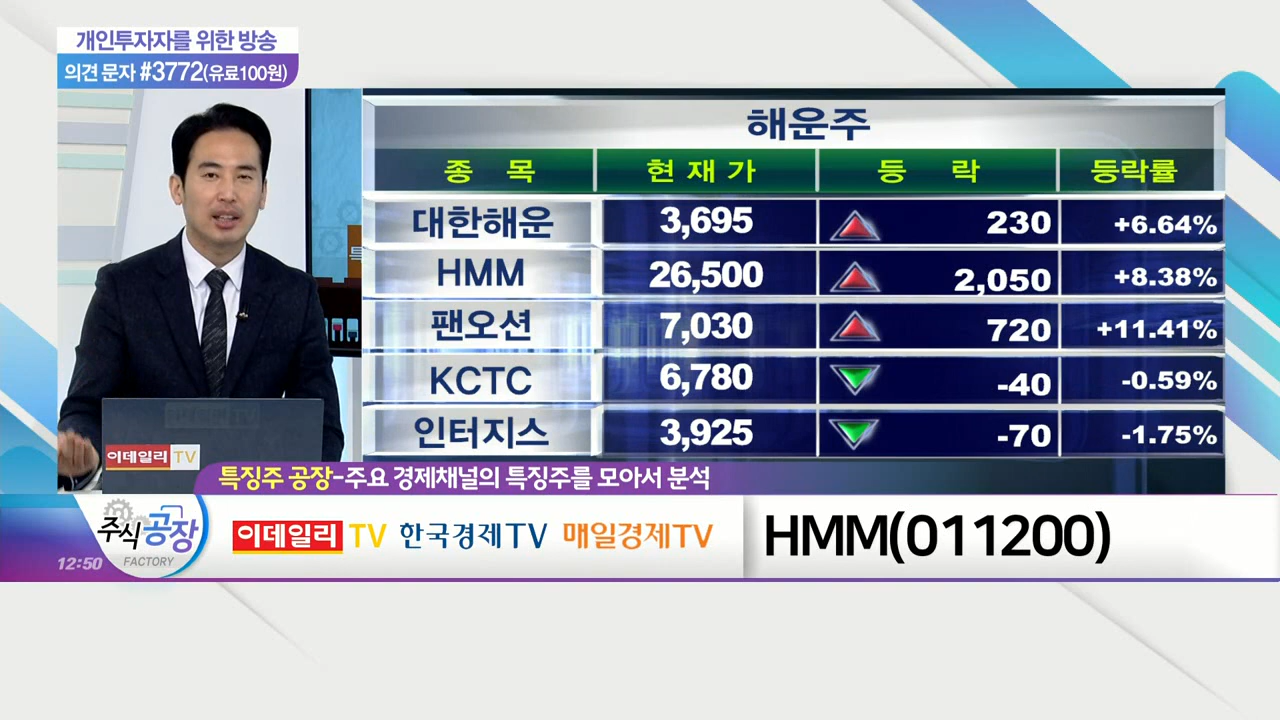 개인투자자를 위한 방송
의견 문자 #3772(유료100원)
해운주
종 목 현 재 가 등 락 등락률
대한해운 3,695 230 +6.64%
HMM 26,500 2,050 +8.38%
팬오션 7,030 720 +11.41%
KCTC 6,780 -40 -0.59%
인터지스 3,925 -70 -1.75%
이데일리 TV
특징주 공장-주요 경제채널의 특징주를 모아서 분석
주식공장
FACTORY
12:50
이데일리 TV 한국경제TV 매일경제TV
HMM(011200)